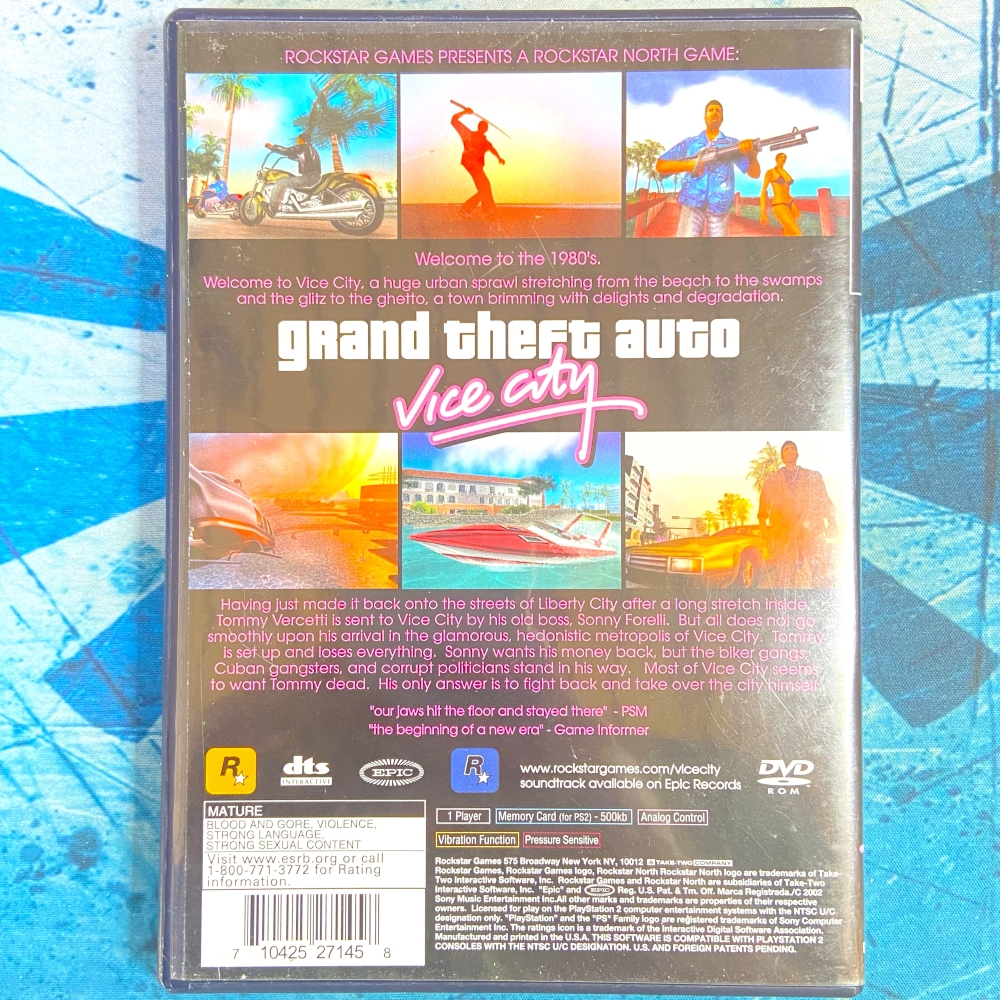 ROCKSTAR GAMES PRESENTS A ROCKSTAR NORTH GAME:
Welcome to the 1980's.
Welcome to Vice City, a huge urban sprawl stretching from the beach to the swamps
and the glitz to the ghetto, a town brimming with delights and degradation.
grand theft auto
Vice City
Having just made it back onto the streets of Liberty City after a long stretch inside,
Tommy Vercetti is sent to Vice City by his old boss, Sonny Forelli. But all does not go
smoothly upon his arrival in the glamorous, hedonistic metropolis of Vice City. Tommy
is set up and loses everything. Sonny wants his money back, but the biker gangs,
Cuban gangsters, and corrupt politicians stand in his way. Most of Vice City seems
to want Tommy dead. His only answer is to fight back and take over the city himself.
"our jaws hit the floor and stayed there" - PSM
"the beginning of a new era" - Game Informer
R
dts
INTERACTIVE
EPIC
R
www.rockstargames.com/vicecity
soundtrack available on Epic Records
DVD
ROM
MATURE
BLOOD AND GORE, VIOLENCE,
STRONG LANGUAGE,
STRONG SEXUAL CONTENT
Visit www.esrb.org or call
1-800-771-3772 for Rating
information.
7 10425 27145 8
1 Player
Memory Card (for PS2) - 500kb
Analog Control
Vibration Function
Pressure Sensitive
Rockstar Games 575 Broadway New York NY, 10012 A TAKE-TWO COMPANY
Rockstar Games, Rockstar Games logo, Rockstar North Rockstar North logo are trademarks of Take-
Two Interactive Software, Inc. Rockstar Games and Rockstar North are subsidiaries of Take-Two
Interactive Software, Inc. "Epic" and EPIC Reg. U.S. Pat. & Tm. Off. Marca Registrada./C 2002
Sony Music Entertainment Inc.All other marks and trademarks are properties of their respective
owners. Licensed for play on the PlayStation 2 computer entertainment systems with the NTSC U/C
designation only. "PlayStation" and the "PS" Family logo are registered trademarks of Sony Computer
Entertainment Inc. The ratings icon is a trademark of the Interactive Digital Software Association.
Manufactured and printed in the U.S.A. THIS SOFTWARE IS COMPATIBLE WITH PLAYSTATION 2
CONSOLES WITH THE NTSC U/C DESIGNATION. U.S. AND FOREIGN PATENTS PENDING.